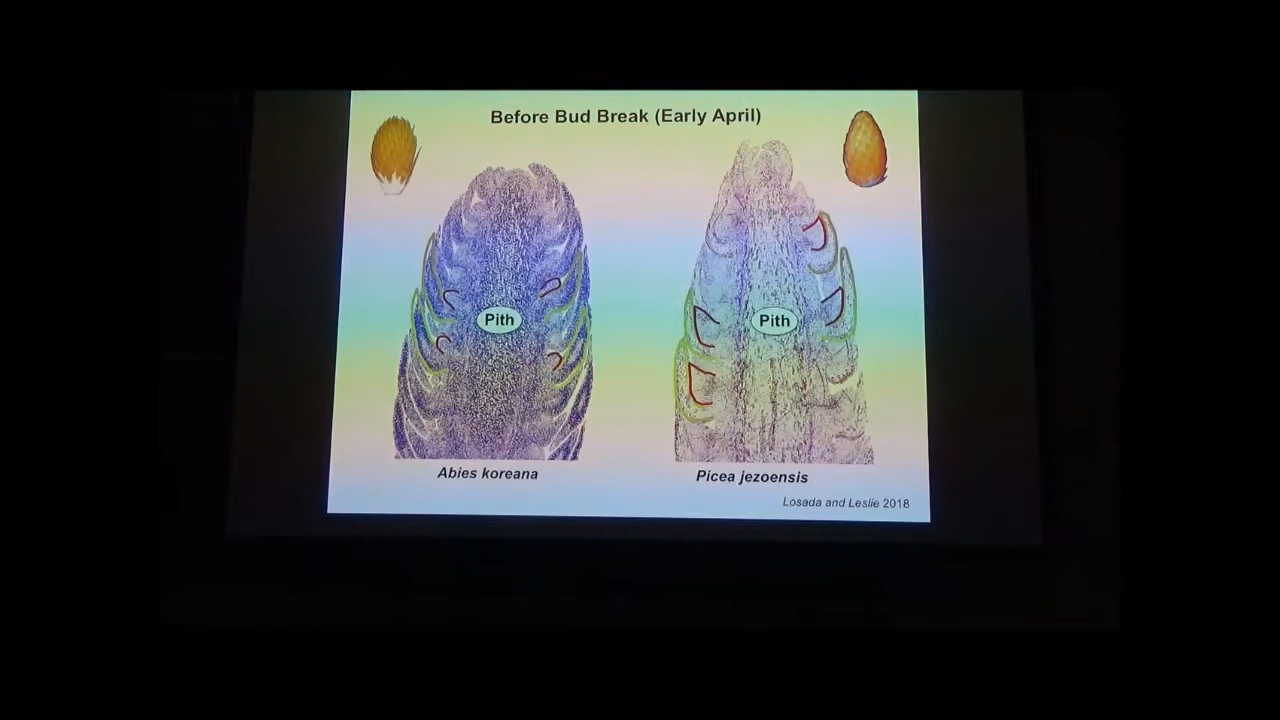 Before Bud Break (Early April)
Pith
Pith
Abies koreana
Picea jezoensis
Losada and Leslie 2018